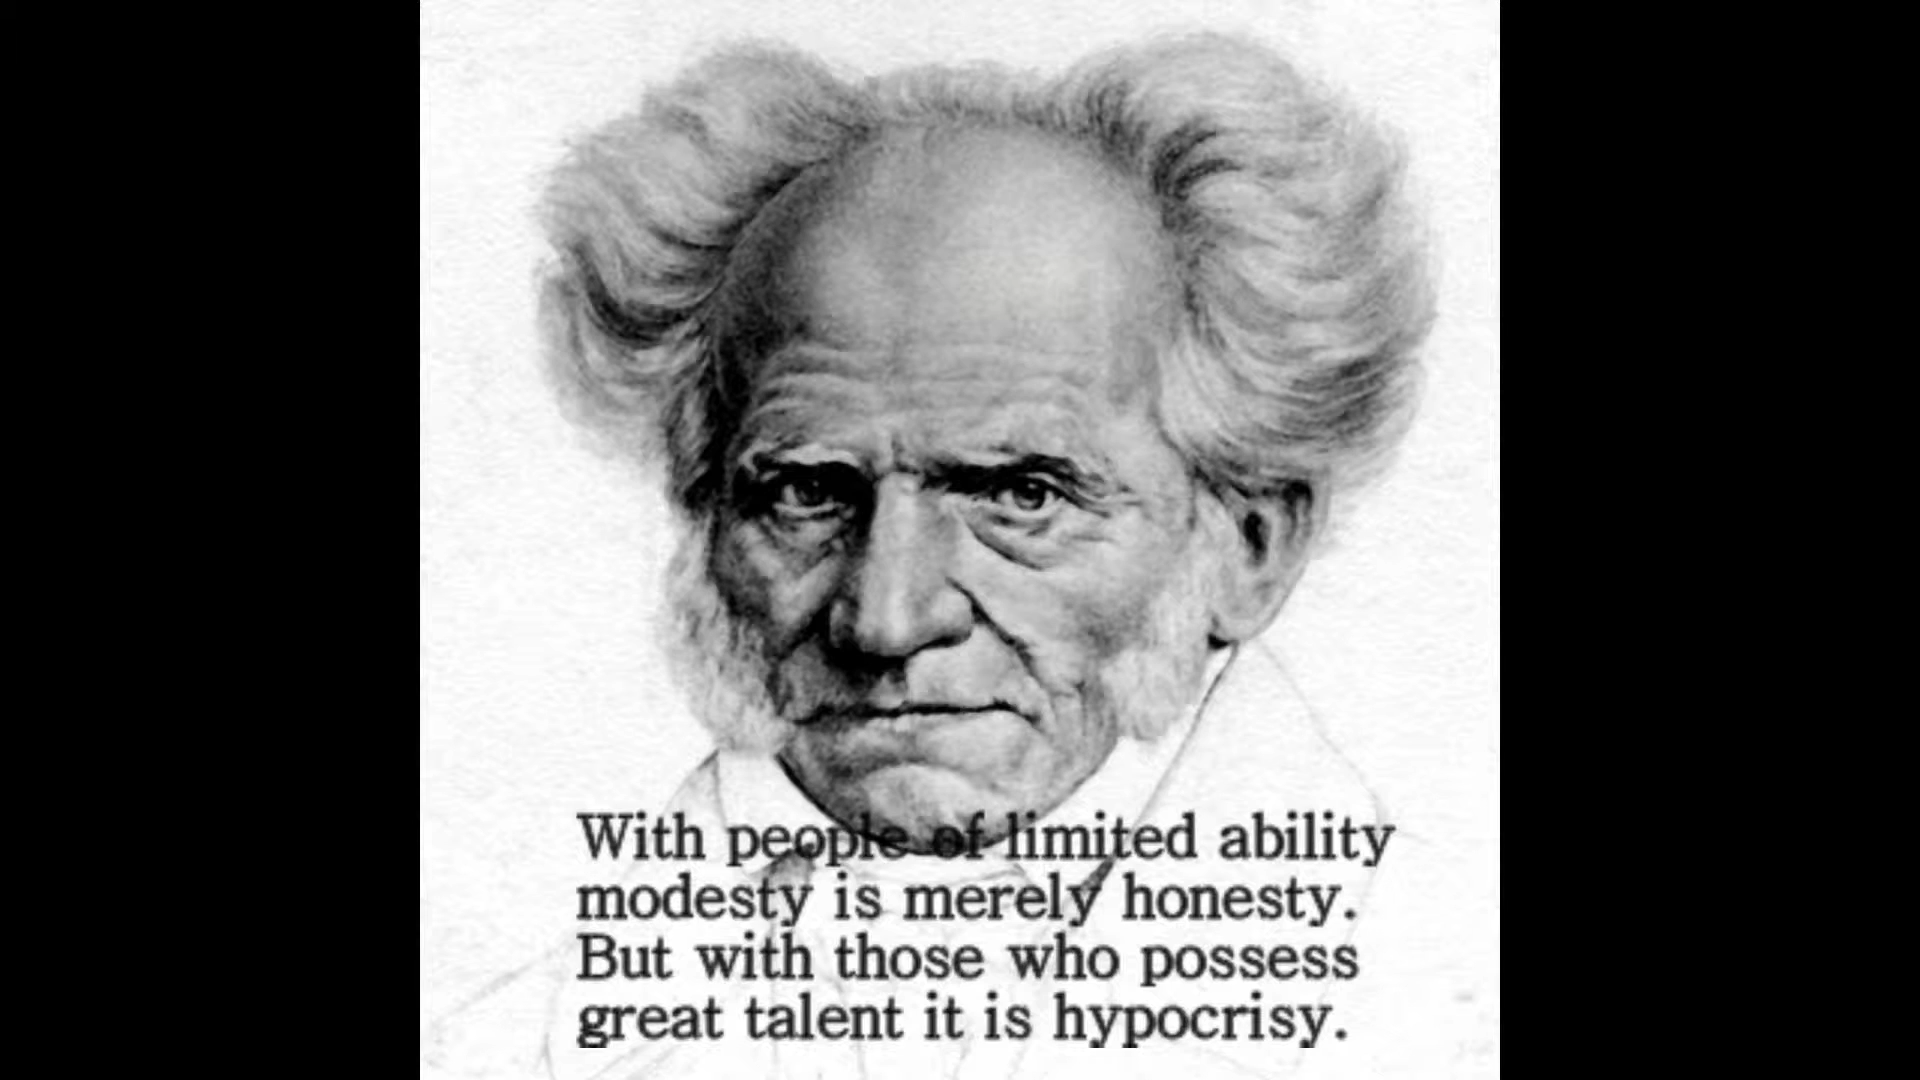 With people of limited ability
modesty is merely honesty.
But with those who possess
great talent it is hypocrisy.